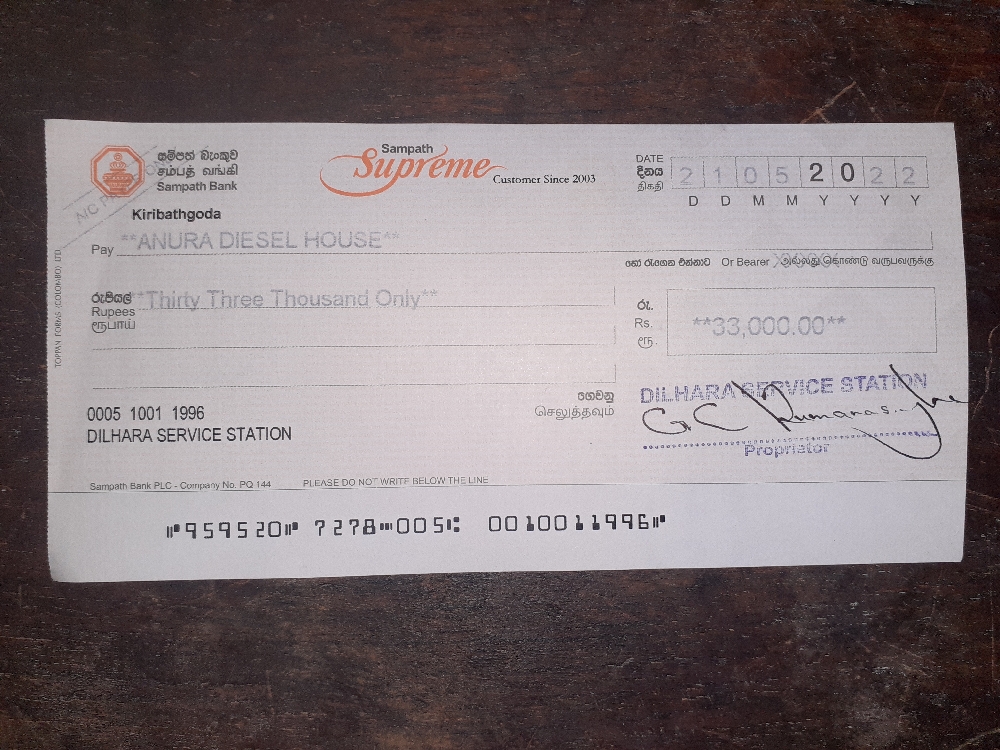 සම්පත් බැංකුව
சம்பத் வங்கி
Sampath Bank
A/C P
Kiribathgoda
Sampath
Supreme
Customer Since 2003
DATE
දිනය
திகதி
2 1 0 5 2 0 2 2
D D M M Y Y Y Y
Pay **ANURA DIESEL HOUSE**
හෝ රැගෙන එන්නාට Or Bearer அல்லது கொண்டு வருபவருக்கு
රුපියල් **Thirty Three Thousand Only**
Rupees
ரூபாய்
රු.
Rs. **33,000.00**
ரூ.
TOPPAN FORMS (COLOMBO) LTD
ගෙවනු
செலுத்தவும்
0005 1001 1996
DILHARA SERVICE STATION
DILHARA SERVICE STATION
Propriator
Sampath Bank PLC - Company No. PQ 144
PLEASE DO NOT WRITE BELOW THE LINE
⑈959520⑈ 7278⑉005⑆ 0010011996⑈